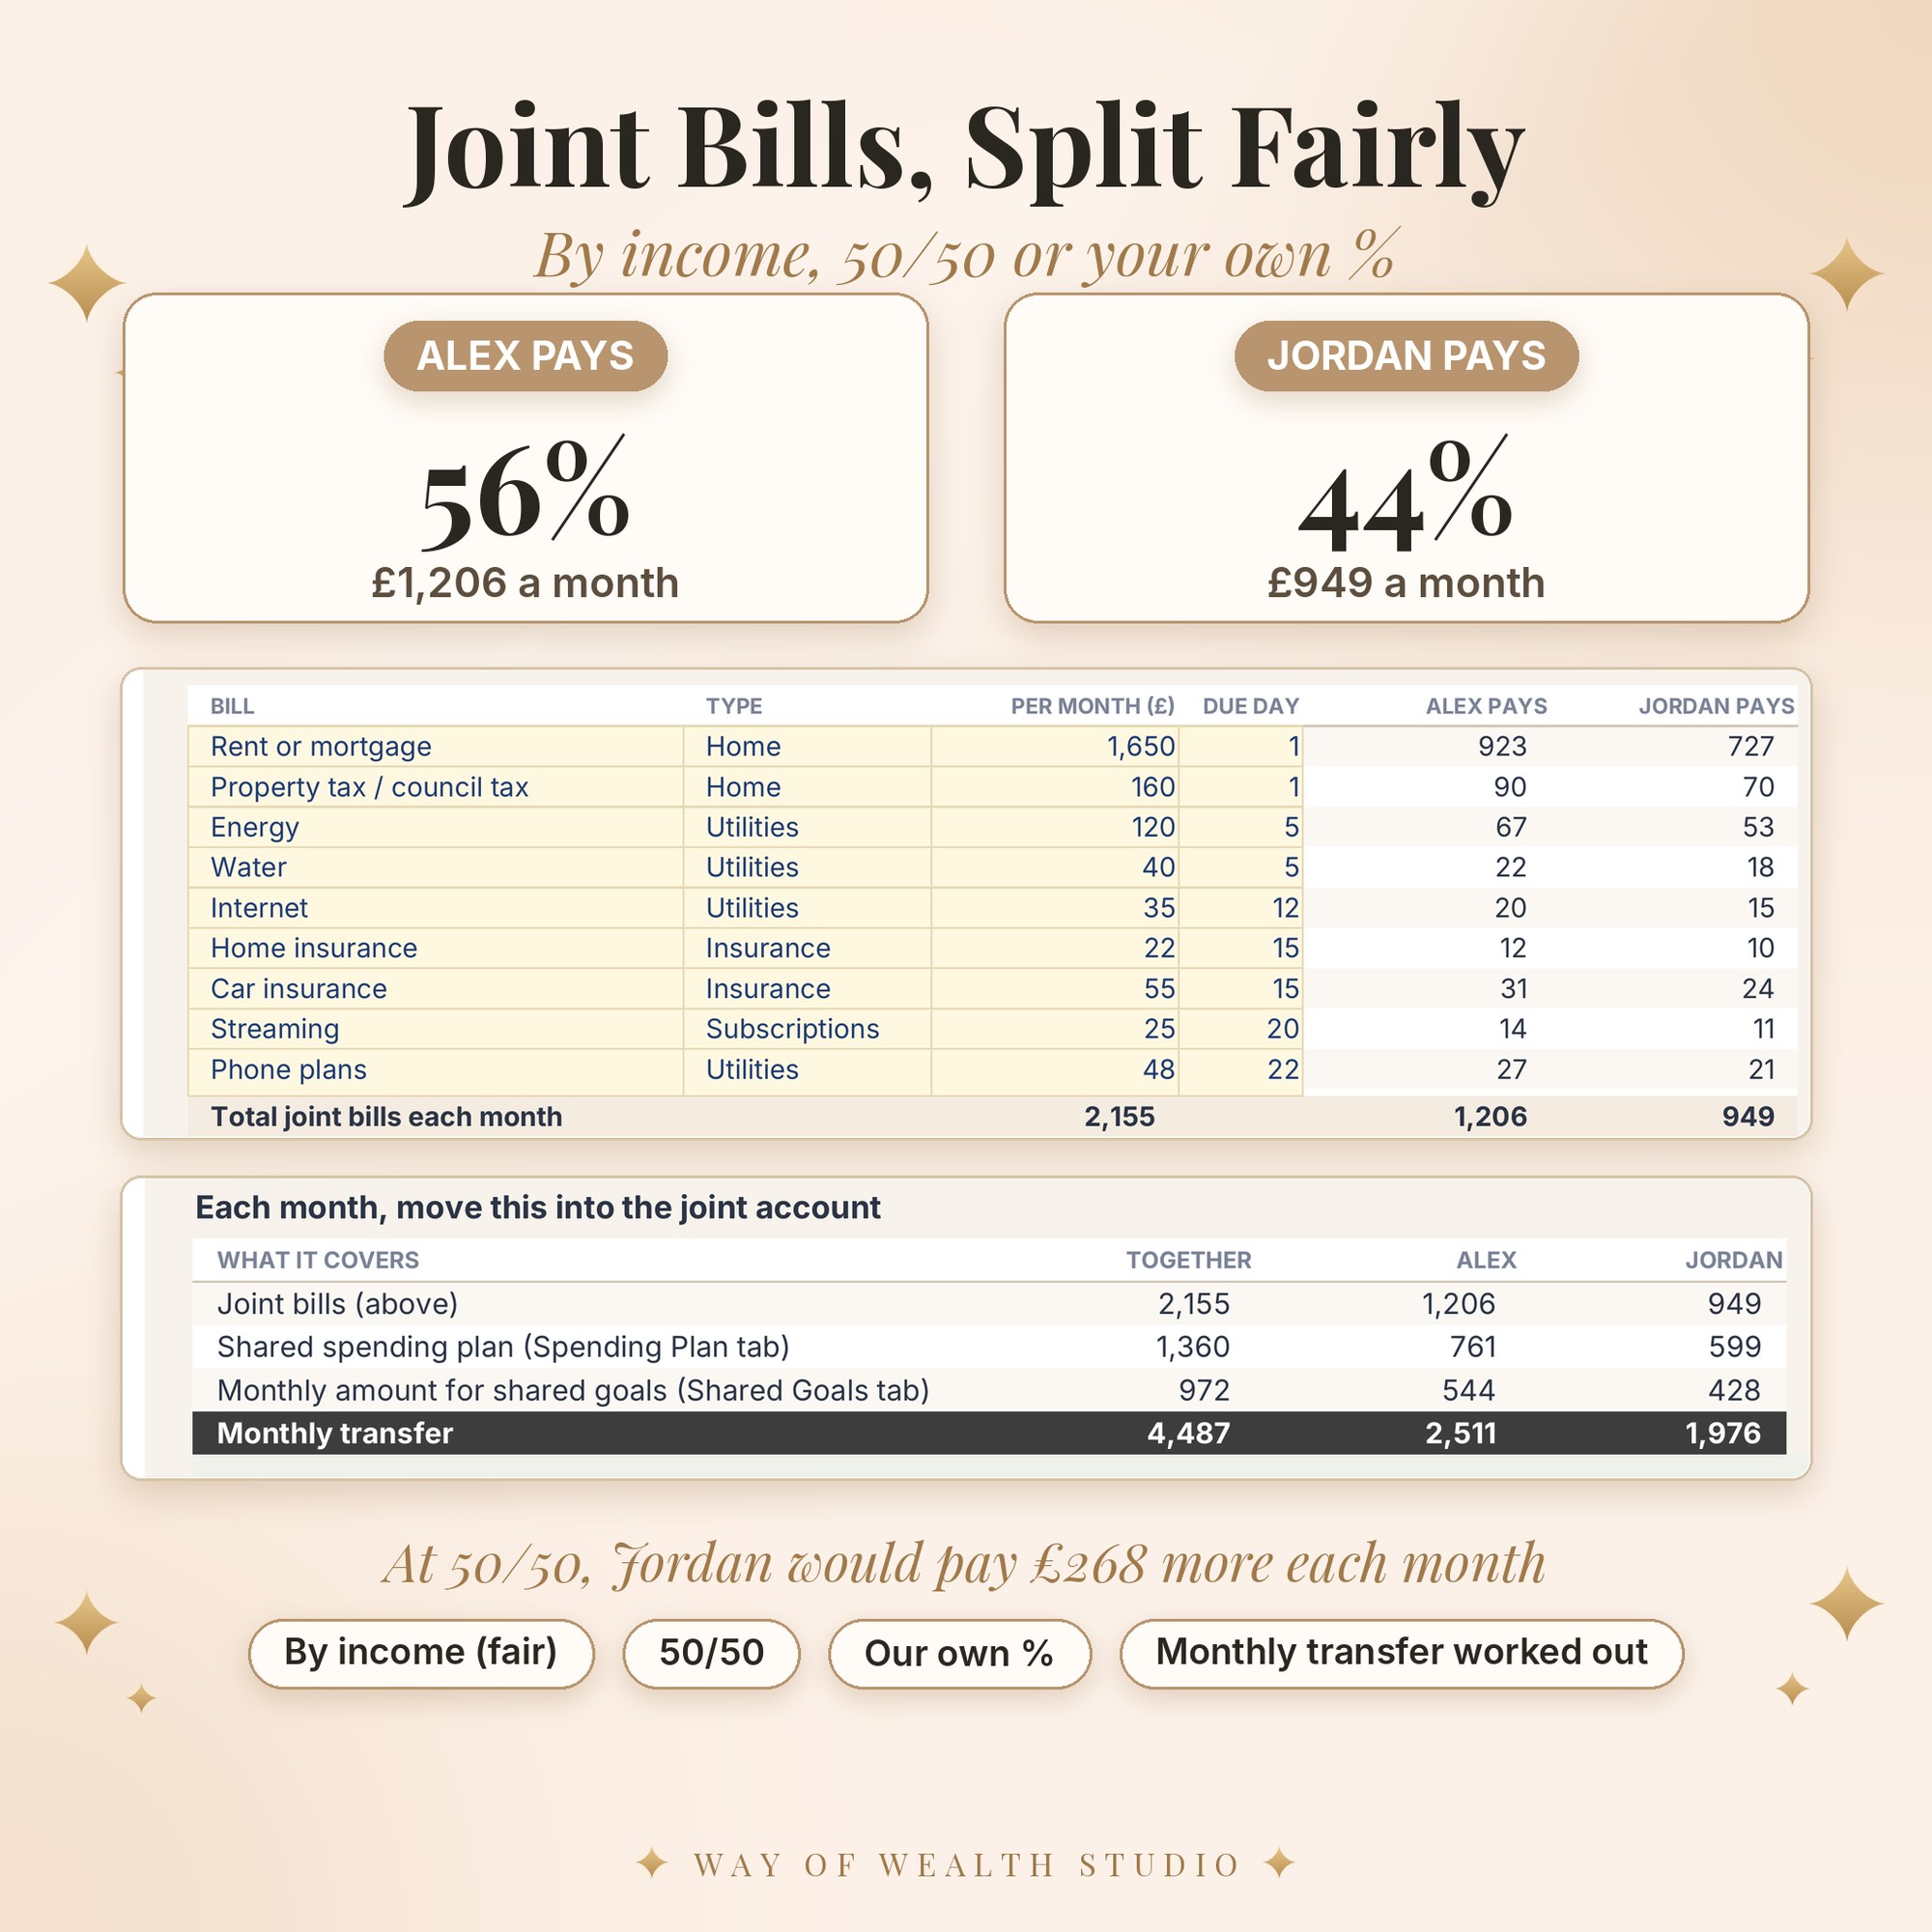 Joint Bills, Split Fairly
By income, 50/50 or your own %
ALEX PAYS
56%
£1,206 a month
JORDAN PAYS
44%
£949 a month
BILL TYPE PER MONTH (£) DUE DAY ALEX PAYS JORDAN PAYS
Rent or mortgage Home 1,650 1 923 727
Property tax / council tax Home 160 1 90 70
Energy Utilities 120 5 67 53
Water Utilities 40 5 22 18
Internet Utilities 35 12 20 15
Home insurance Insurance 22 15 12 10
Car insurance Insurance 55 15 31 24
Streaming Subscriptions 25 20 14 11
Phone plans Utilities 48 22 27 21
Total joint bills each month 2,155 1,206 949
Each month, move this into the joint account
WHAT IT COVERS TOGETHER ALEX JORDAN
Joint bills (above) 2,155 1,206 949
Shared spending plan (Spending Plan tab) 1,360 761 599
Monthly amount for shared goals (Shared Goals tab) 972 544 428
Monthly transfer 4,487 2,511 1,976
At 50/50, Jordan would pay £268 more each month
By income (fair) 50/50 Our own % Monthly transfer worked out
WAY OF WEALTH STUDIO